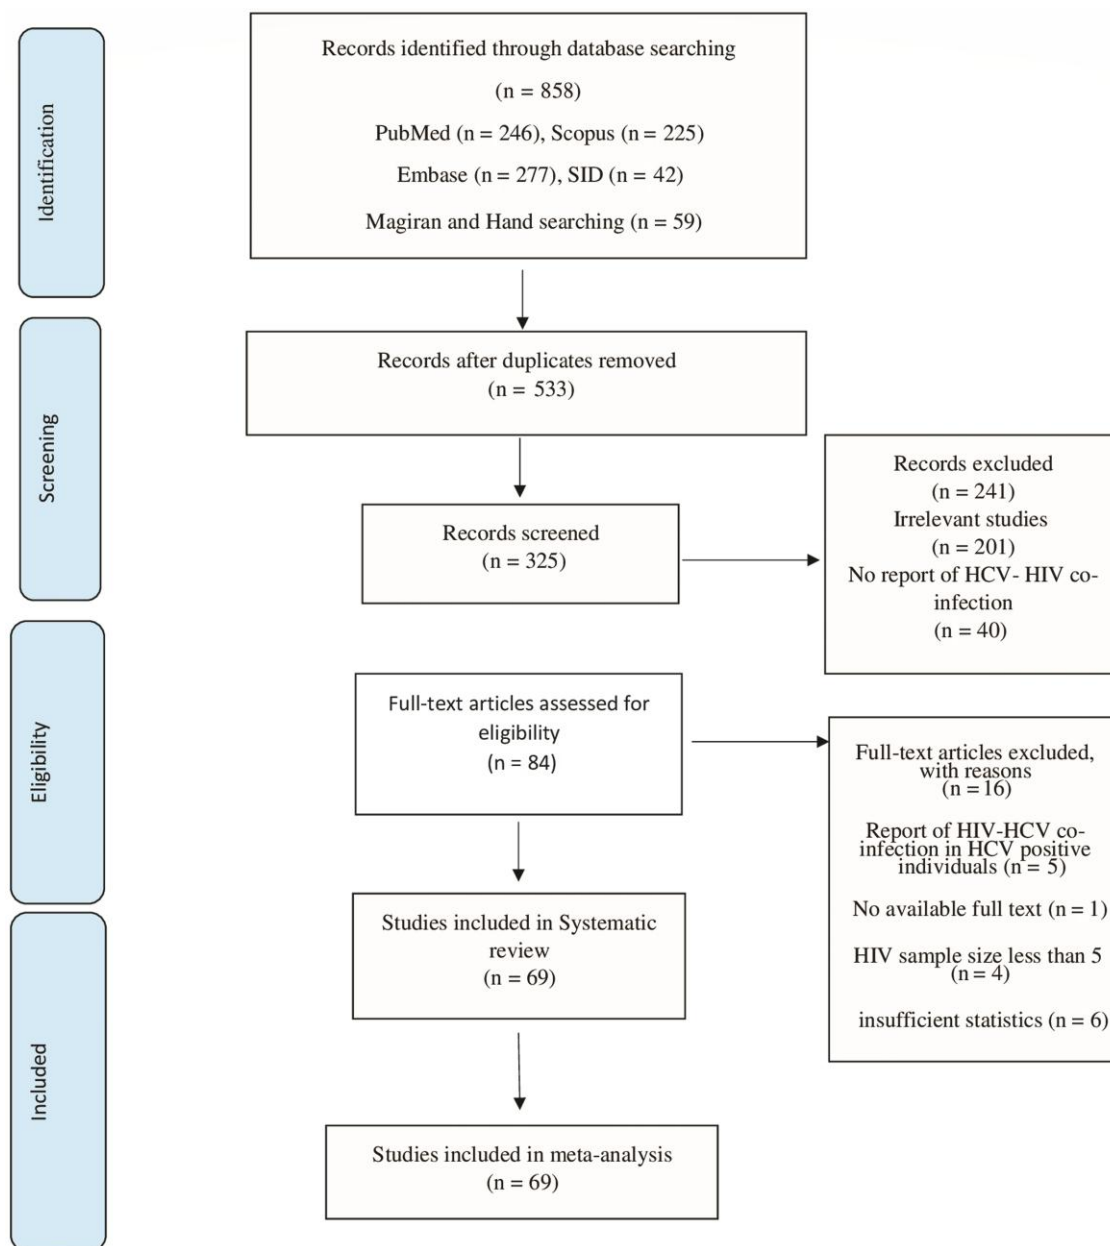 Identification
Records identified through database searching
(n = 858)
PubMed (n = 246), Scopus (n = 225)
Embase (n = 277), SID (n = 42)
Magiran and Hand searching (n = 59)
Screening
Records after duplicates removed
(n = 533)
Records screened
(n = 325)
Records excluded
(n = 241)
Irrelevant studies
(n = 201)
No report of HCV- HIV co-
infection
(n = 40)
Eligibility
Full-text articles assessed for
eligibility
(n = 84)
Full-text articles excluded,
with reasons
(n = 16)
Report of HIV-HCV co-
infection in HCV positive
individuals (n = 5)
No available full text (n = 1)
HIV sample size less than 5
(n = 4)
insufficient statistics (n = 6)
Included
Studies included in Systematic
review
(n = 69)
Studies included in meta-analysis
(n = 69)